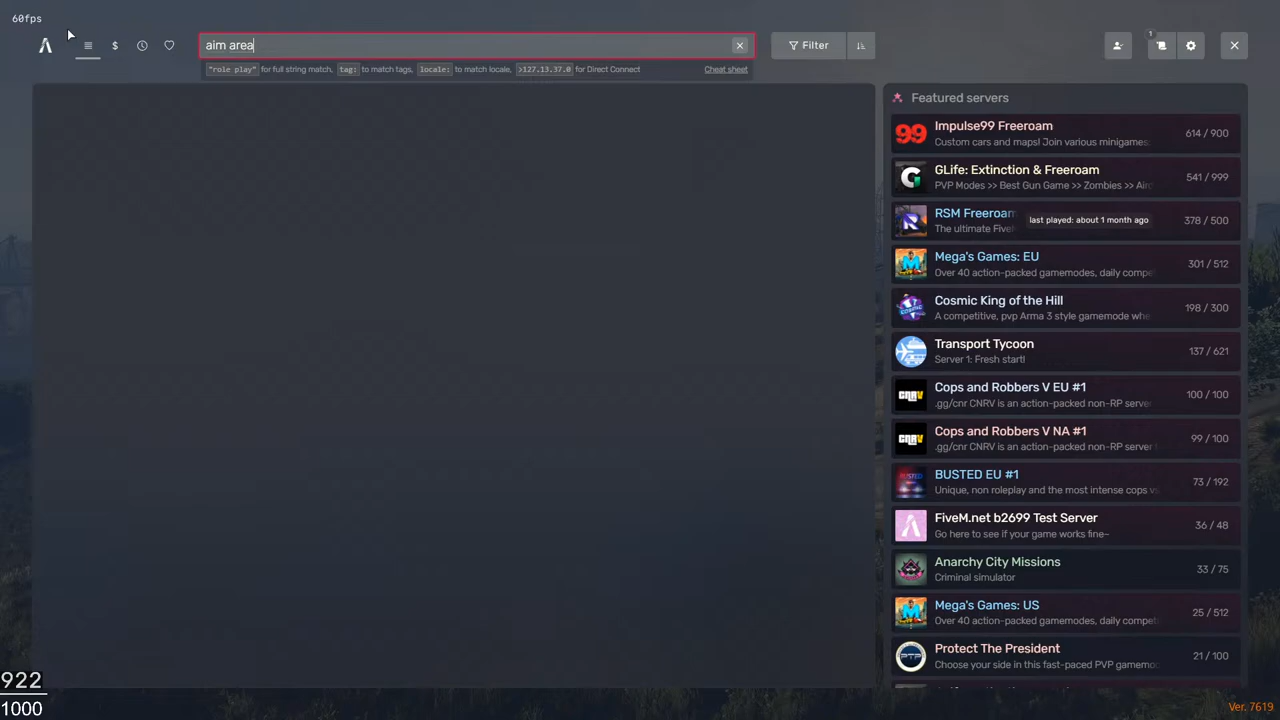 60fps
$
aim area
Filter
1
"role play" for full string match, tag: to match tags, locale: to match locale, >127.13.37.0 for Direct Connect
Cheat sheet
Featured servers
99
Impulse99 Freeroam
Custom cars and maps! Join various minigames:
614 / 900
G
GLife: Extinction & Freeroam
PVP Modes >> Best Gun Game >> Zombies >>
541 / 999
RSM Freeroam
The ultimate
last played: about 1 month ago
378 / 500
Mega's Games: EU
Over 40 action-packed gamemodes, daily compe
301 / 512
COSMIC
Cosmic King of the Hill
A competitive, pvp Arma 3 style gamemode whe
198 / 300
Transport Tycoon
Server 1: Fresh start!
137 / 621
CNRV
Cops and Robbers V EU #1
.gg/cnr CNRV is an action-packed non-RP serve
100 / 100
CNRV
Cops and Robbers V NA #1
.gg/cnr CNRV is an action-packed non-RP server
99 / 100
BUSTED
BUSTED EU #1
Unique, non roleplay and the most intense cops
73 / 192
FiveM.net b2699 Test Server
Go here to see if your game works fine~
36 / 48
Anarchy City Missions
Criminal simulator
33 / 75
Mega's Games: US
Over 40 action-packed gamemodes, daily compet
25 / 512
PTP
Protect The President
Choose your side in this fast-paced PVP gamemo
21 / 100
922
1000
Ver. 7619